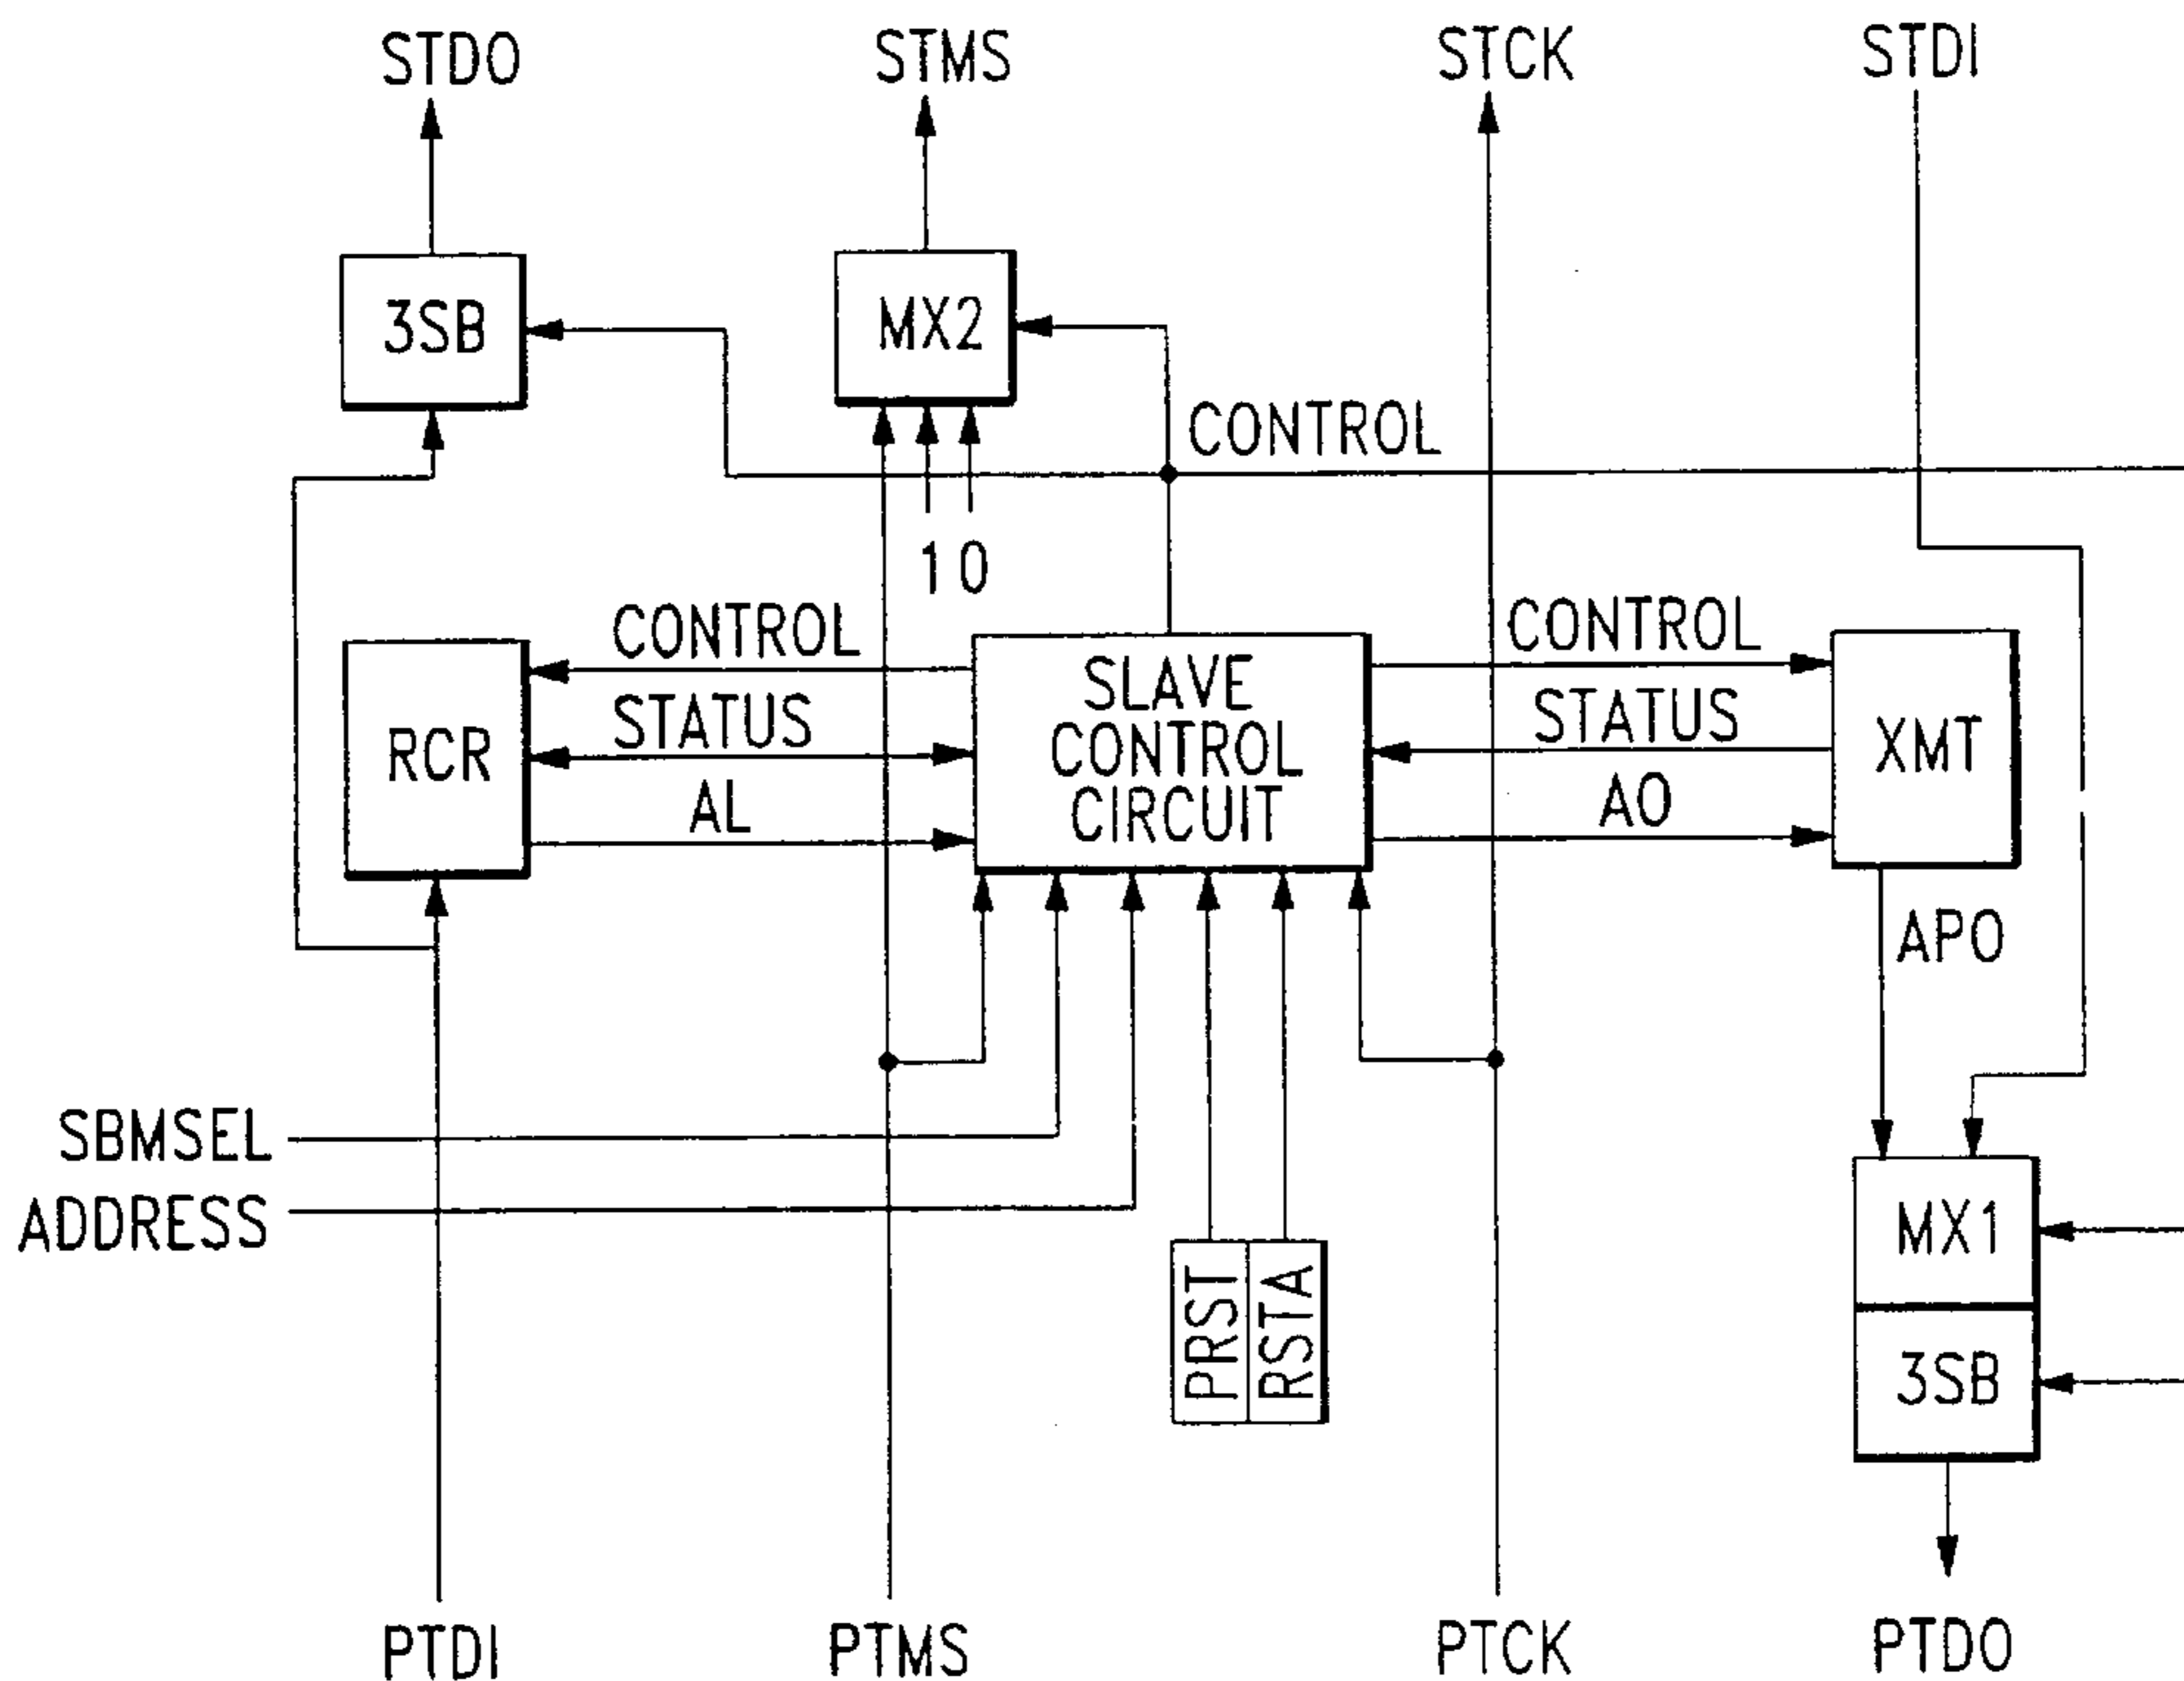 STDO STMS STCK STDI
3SB MX2
CONTROL
1 0
CONTROL CONTROL
STATUS STATUS
AL AO
RCR
SLAVE
CONTROL
CIRCUIT
XMT
APO
SBMSEL
ADDRESS
PRST
RSTA
MX1
3SB
PTDI PTMS PTCK PTDO